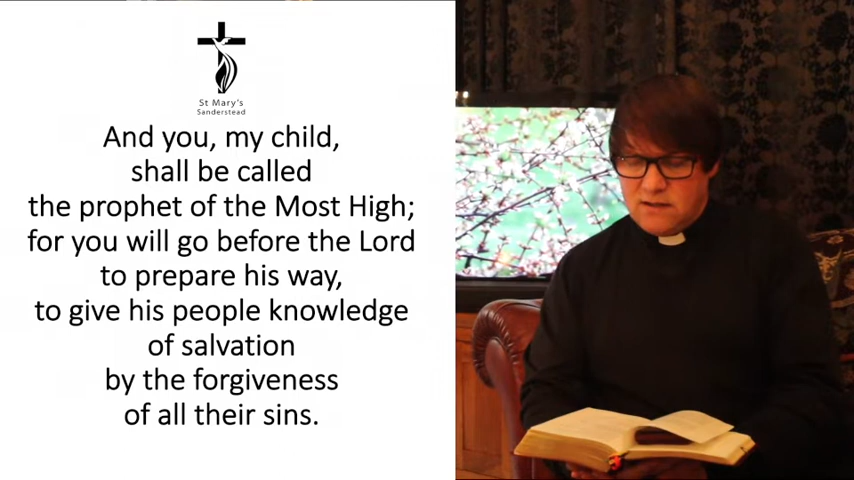 St Mary's
Sanderstead
And you, my child,
shall be called
the prophet of the Most High;
for you will go before the Lord
to prepare his way,
to give his people knowledge
of salvation
by the forgiveness
of all their sins.